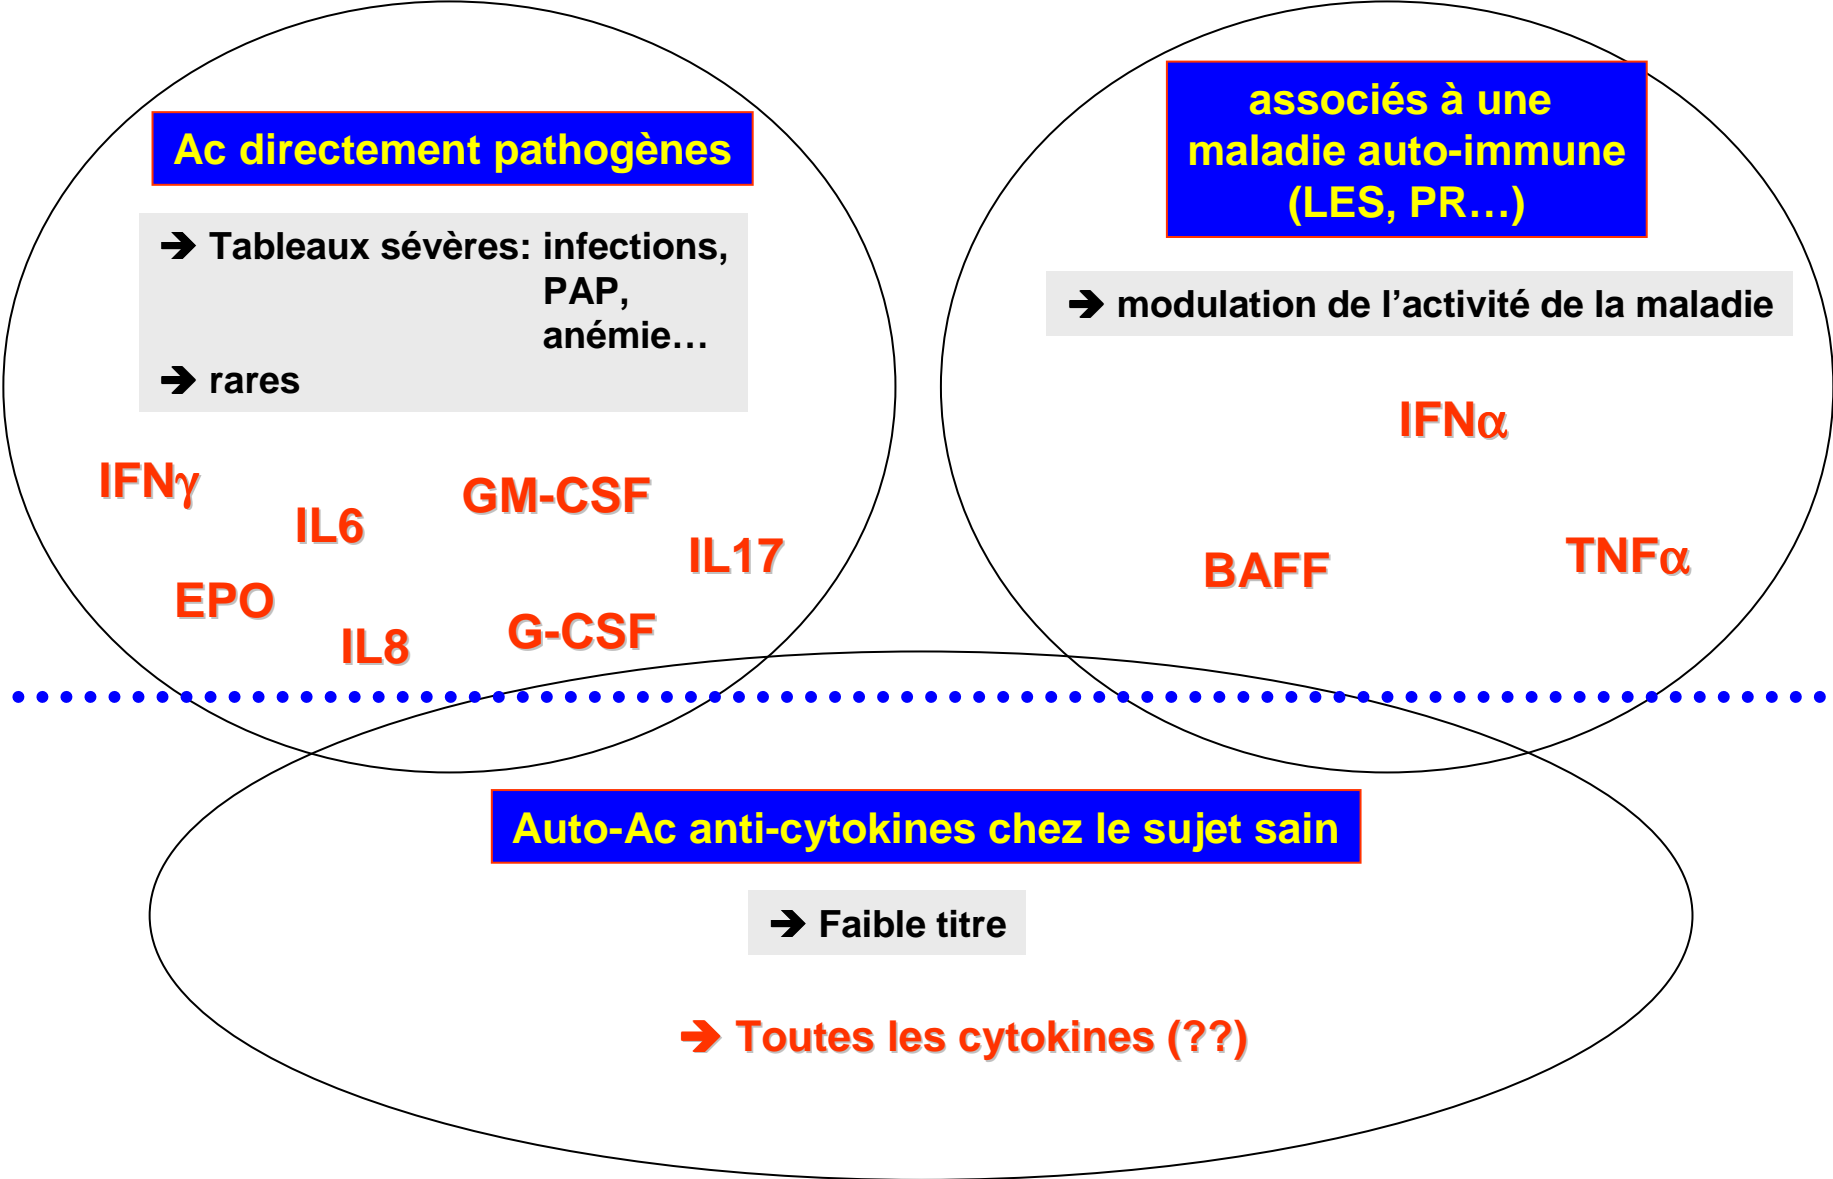 Ac directement pathogènes
➔ Tableaux sévères: infections,
PAP,
anémie…
➔ rares
IFNγ
IL6
GM-CSF
IL17
EPO
IL8
G-CSF
associés à une
maladie auto-immune
(LES, PR…)
➔ modulation de l’activité de la maladie
IFNα
BAFF
TNFα
Auto-Ac anti-cytokines chez le sujet sain
➔ Faible titre
➔ Toutes les cytokines (??)